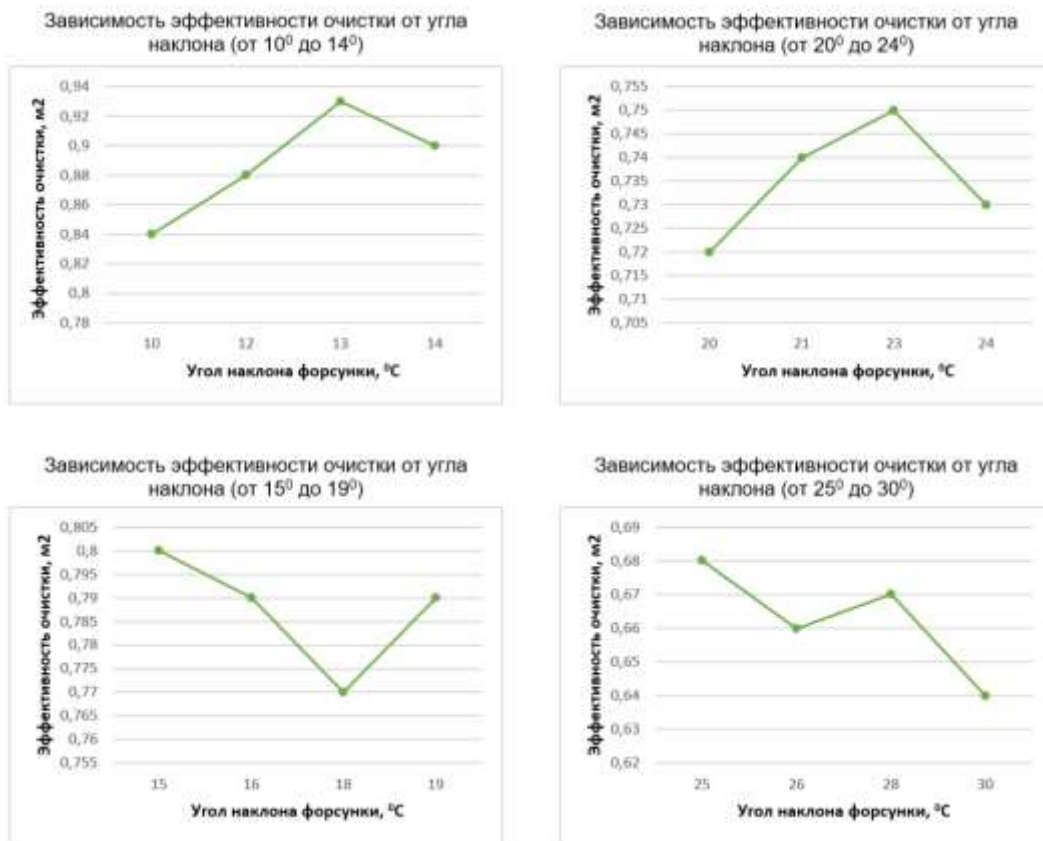 Зависимость эффективности очистки от угла
наклона (от 10⁰ до 14⁰)
Эффективность очистки, м2
0,94
0,92
0,9
0,88
0,86
0,84
0,82
0,8
0,78
10 12 13 14
Угол наклона форсунки, ⁰С
Зависимость эффективности очистки от угла
наклона (от 20⁰ до 24⁰)
Эффективность очистки, м2
0,755
0,75
0,745
0,74
0,735
0,73
0,725
0,72
0,715
0,71
0,705
20 21 23 24
Угол наклона форсунки, ⁰С
Зависимость эффективности очистки от угла
наклона (от 15⁰ до 19⁰)
Эффективность очистки, м2
0,805
0,8
0,795
0,79
0,785
0,78
0,775
0,77
0,765
0,76
0,755
15 16 18 19
Угол наклона форсунки, ⁰С
Зависимость эффективности очистки от угла
наклона (от 25⁰ до 30⁰)
Эффективность очистки, м2
0,69
0,68
0,67
0,66
0,65
0,64
0,63
0,62
25 26 28 30
Угол наклона форсунки, ⁰С